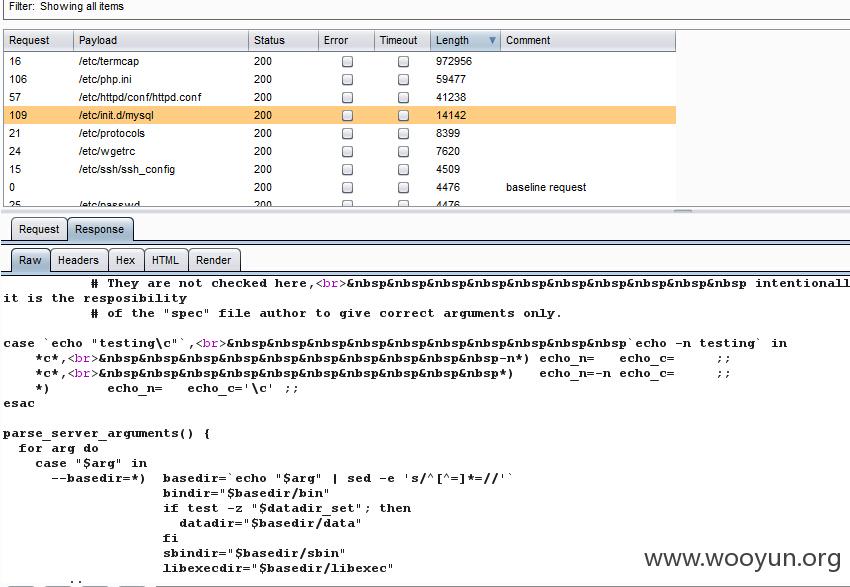 Filter: Showing all items
Request Payload Status Error Timeout Length Comment
16 /etc/termcap 200 972956
106 /etc/php.ini 200 59477
57 /etc/httpd/conf/httpd.conf 200 41238
109 /etc/init.d/mysql 200 14142
21 /etc/protocols 200 8399
24 /etc/wgetrc 200 7620
15 /etc/ssh/ssh_config 200 4509
0 200 4476 baseline request
25 /etc/passwd 200 4476
Request Response
Raw Headers Hex HTML Render
# They are not checked here,<br>&nbsp&nbsp&nbsp&nbsp&nbsp&nbsp&nbsp&nbsp&nbsp&nbsp intentionall
it is the resposibility
# of the "spec" file author to give correct arguments only.
case `echo "testing\c"`,<br>&nbsp&nbsp&nbsp&nbsp&nbsp&nbsp&nbsp&nbsp&nbsp&nbsp`echo -n testing` in
*c*,<br>&nbsp&nbsp&nbsp&nbsp&nbsp&nbsp&nbsp&nbsp&nbsp&nbsp-n*) echo_n= echo_c= ;;
*c*,<br>&nbsp&nbsp&nbsp&nbsp&nbsp&nbsp&nbsp&nbsp&nbsp&nbsp*) echo_n=-n echo_c= ;;
*) echo_n= echo_c='\c' ;;
esac
parse_server_arguments() {
for arg do
case "$arg" in
--basedir=*) basedir=`echo "$arg" | sed -e 's/^[^=]*=//'`
bindir="$basedir/bin"
if test -z "$datadir_set"; then
datadir="$basedir/data"
fi
sbindir="$basedir/sbin"
libexecdir="$basedir/libexec"
www.wooyun.org